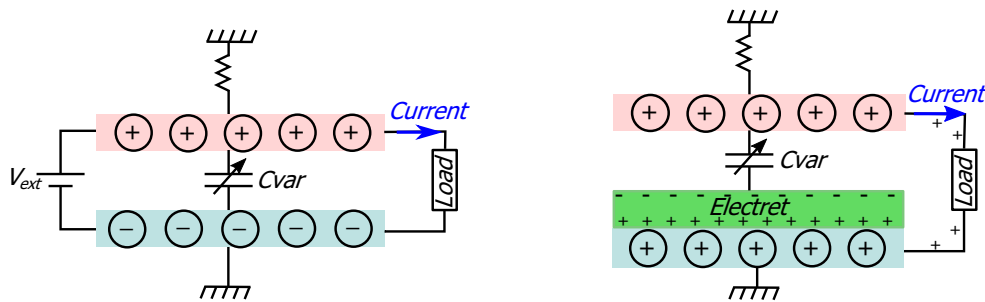 Current
V_ext
Cvar
Load
Current
Cvar
Electret
Load